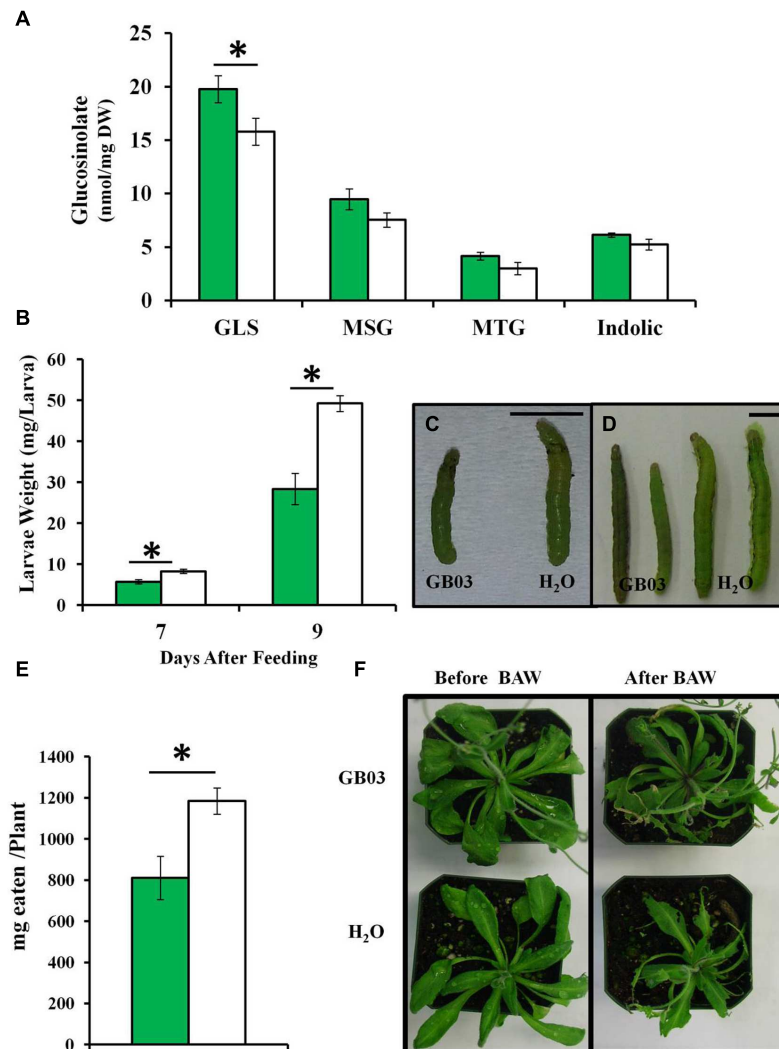 A
*
25
20
15
10
5
0
Glucosinolate
(nmol/mg DW)
GLS MSG MTG Indolic
B
60
50
40
30
20
10
0
Larvae Weight (mg/Larva)
*
*
7 9
Days After Feeding
C
GB03 H₂O
D
GB03 H₂O
E
1400
1200
1000
800
600
400
200
0
mg eaten /Plant
*
F
Before BAW After BAW
GB03
H₂O